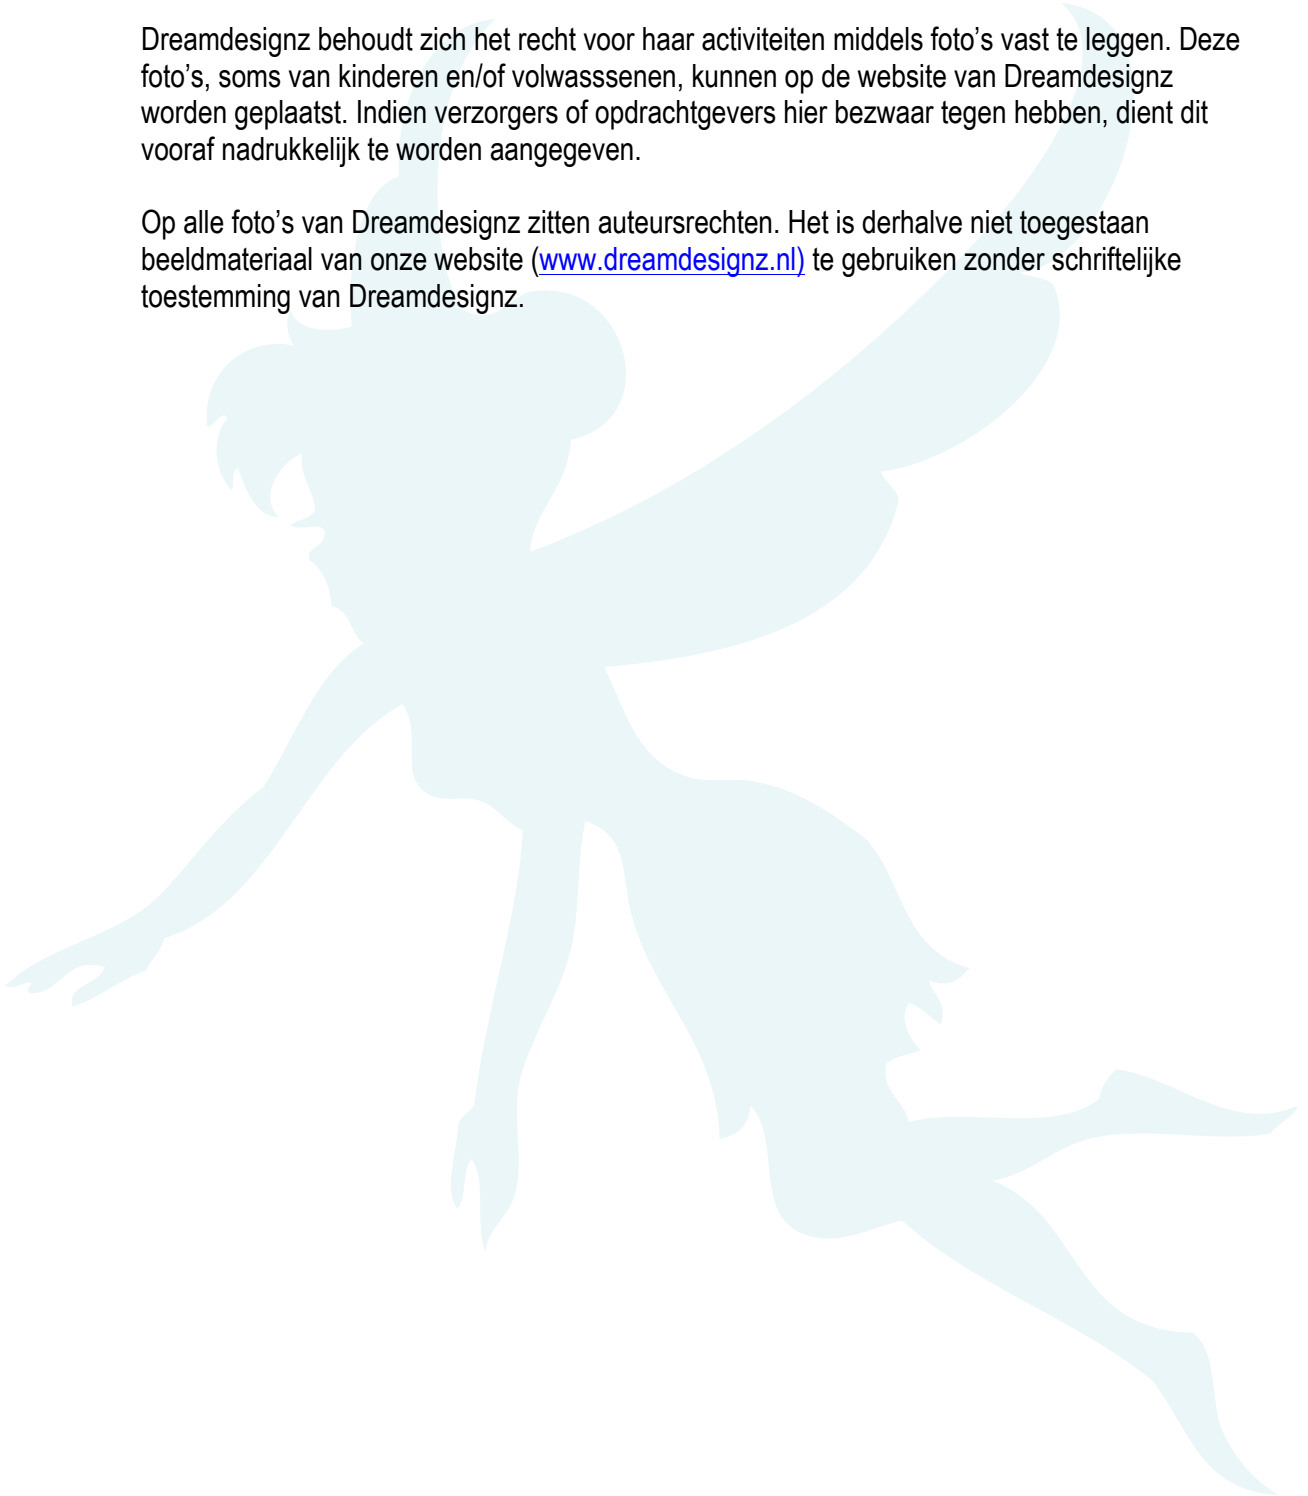 Dreamdesignz behoudt zich het recht voor haar activiteiten middels foto’s vast te leggen. Deze
foto’s, soms van kinderen en/of volwasssenen, kunnen op de website van Dreamdesignz
worden geplaatst. Indien verzorgers of opdrachtgevers hier bezwaar tegen hebben, dient dit
vooraf nadrukkelijk te worden aangegeven.
Op alle foto’s van Dreamdesignz zitten auteursrechten. Het is derhalve niet toegestaan
beeldmateriaal van onze website (www.dreamdesignz.nl) te gebruiken zonder schriftelijke
toestemming van Dreamdesignz.